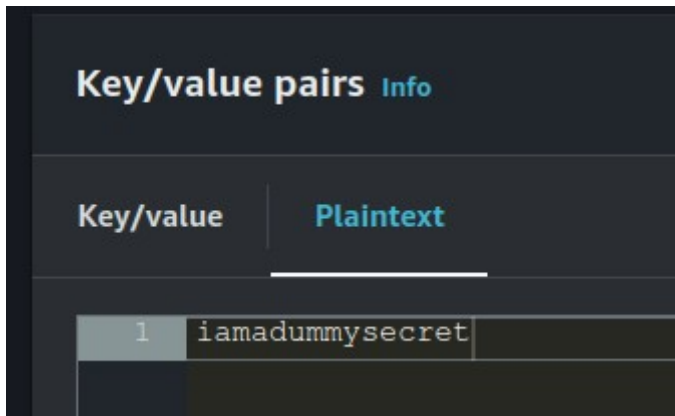 Key/value pairs Info
Key/value Plaintext
1 iamadummysecret